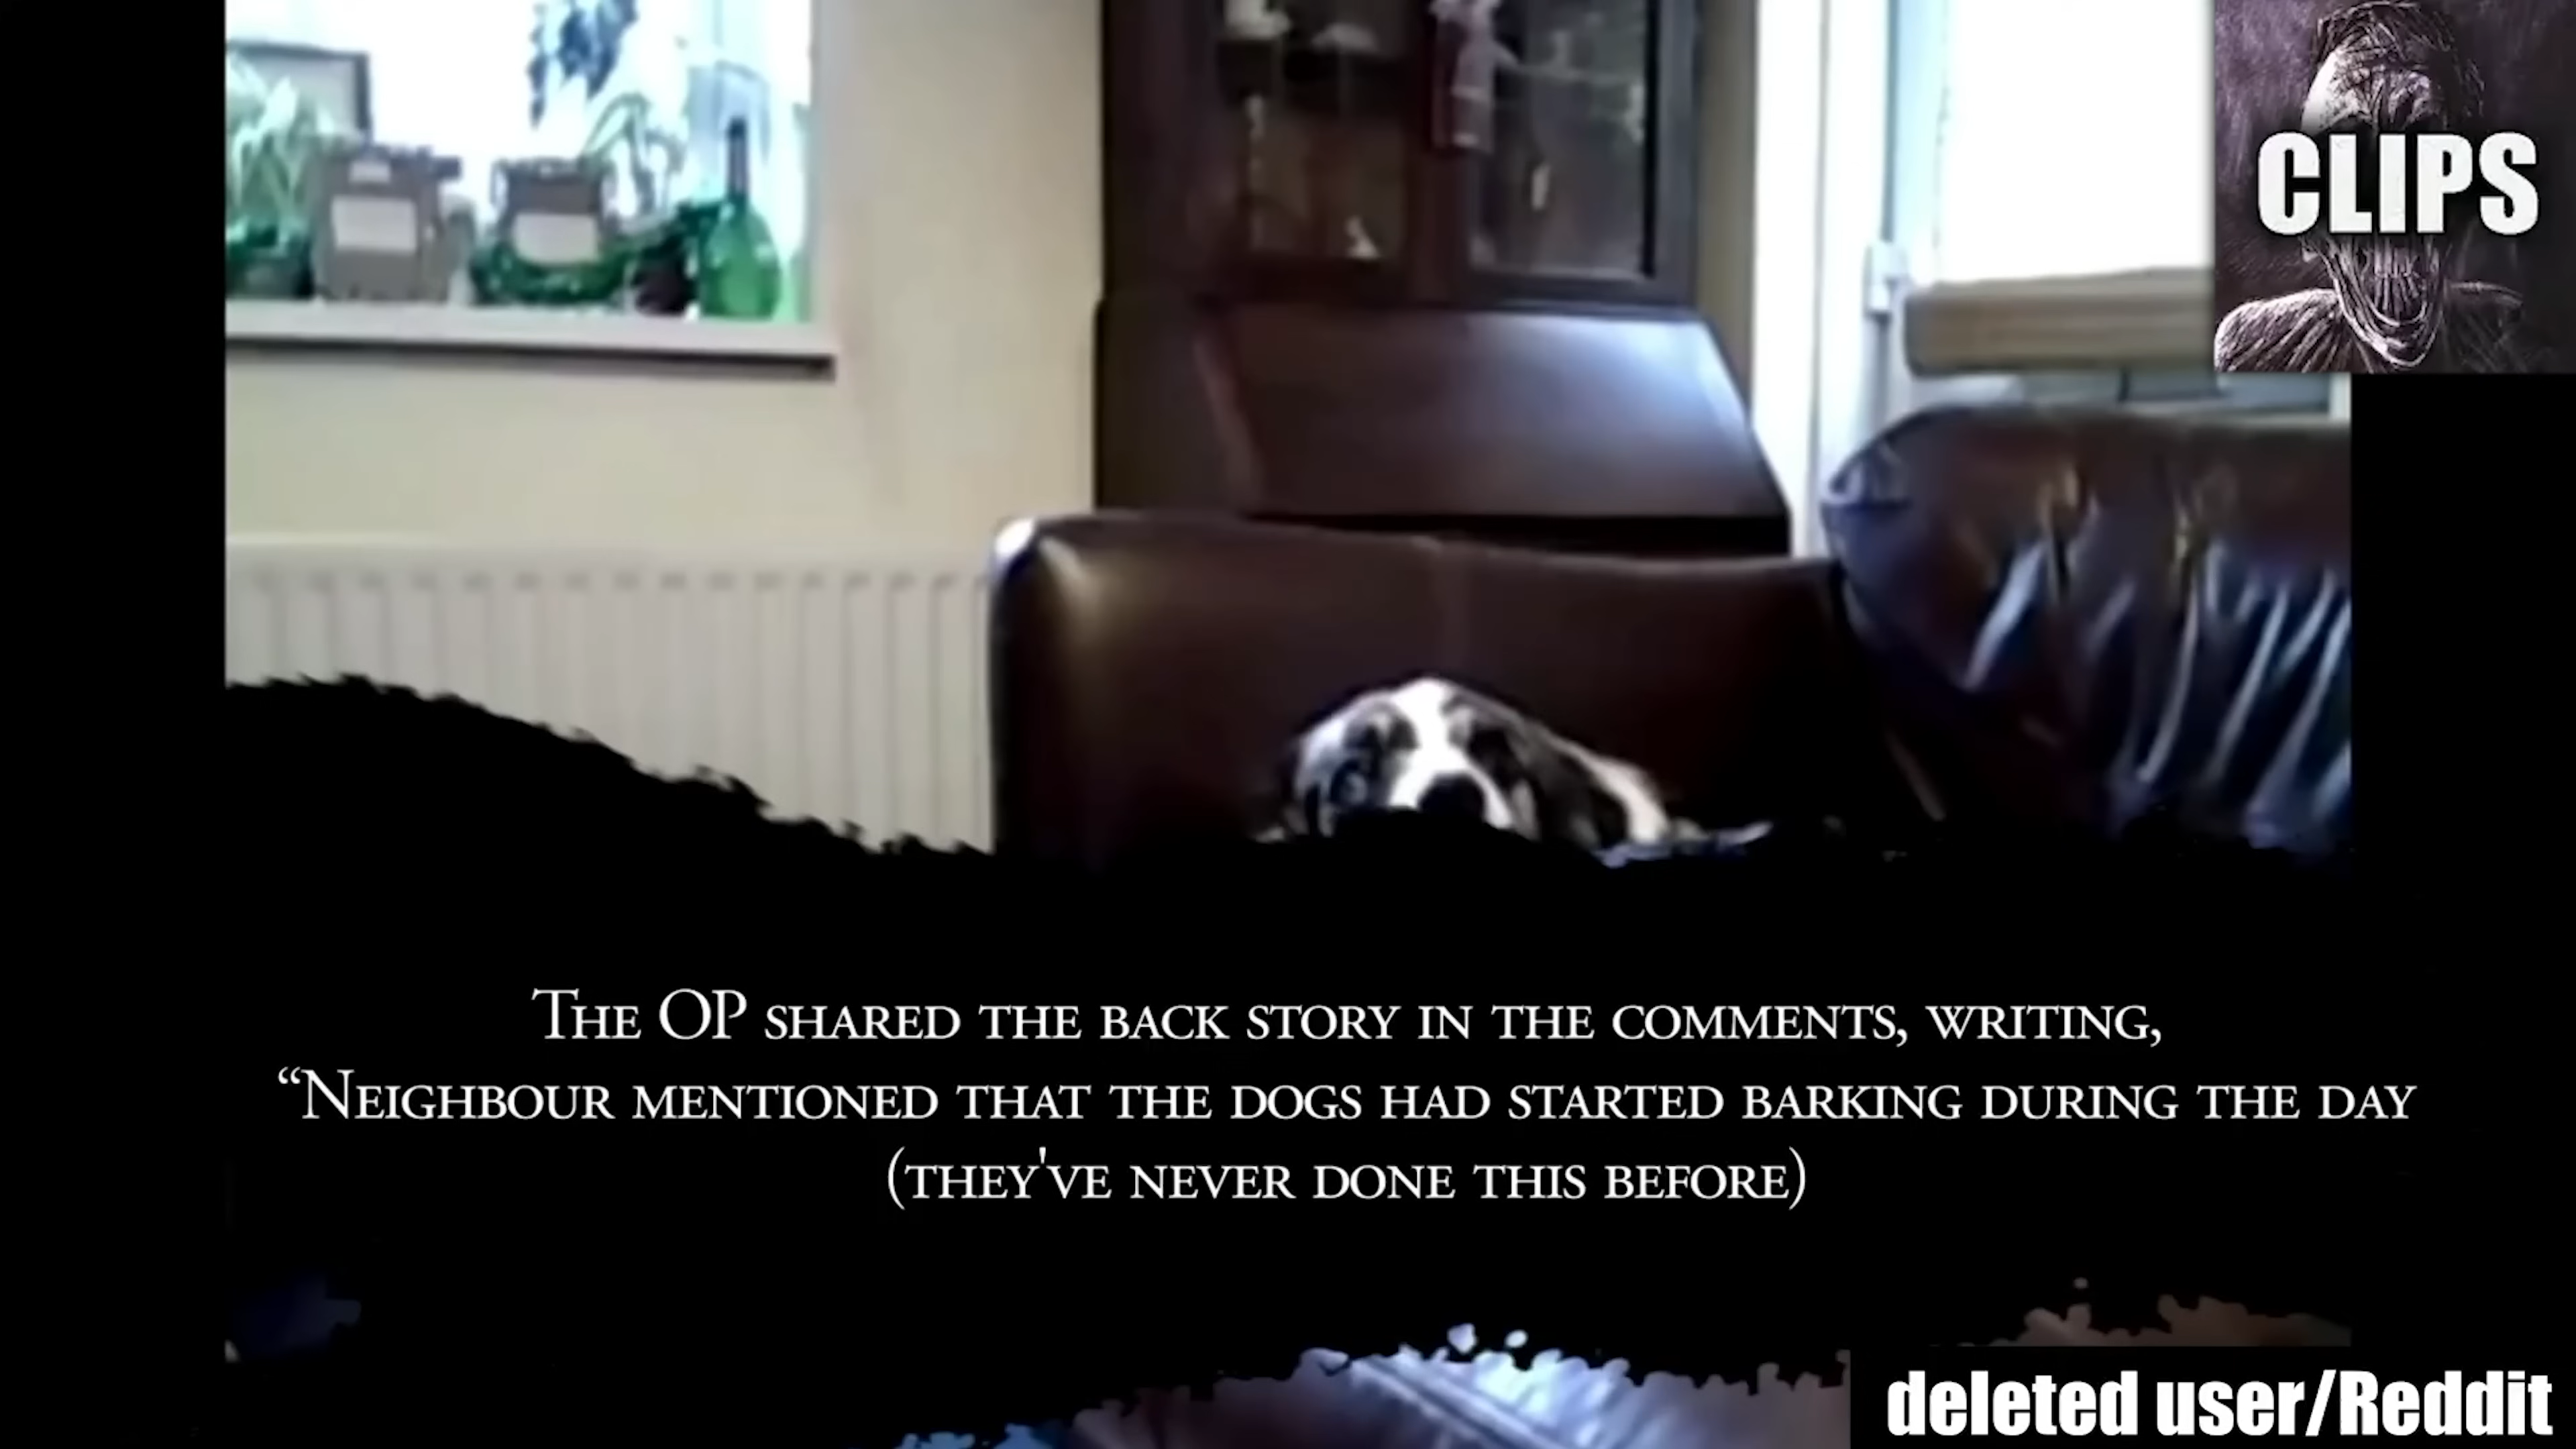 CLIPS
The OP shared the back story in the comments, writing,
“Neighbour mentioned that the dogs had started barking during the day
(they've never done this before)
deleted user/Reddit